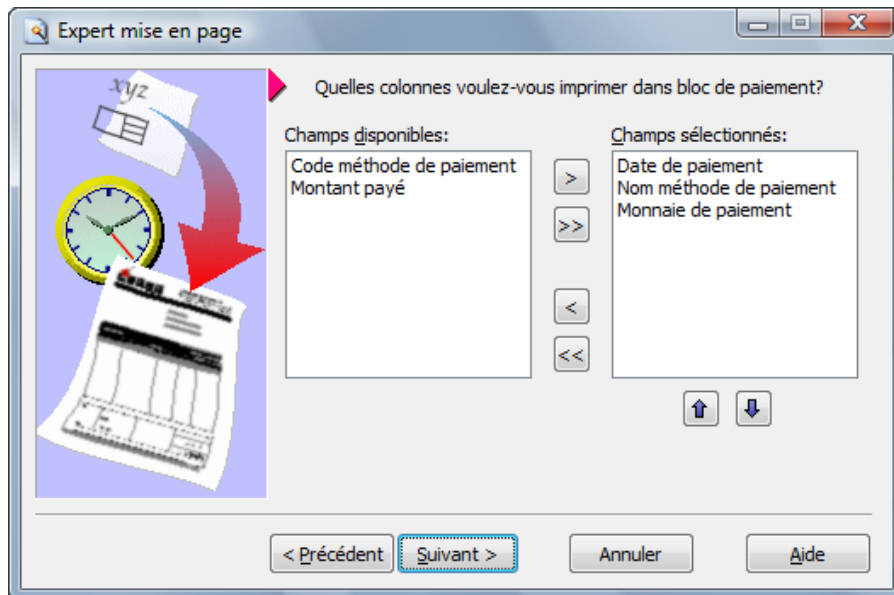 Expert mise en page
xyz
Quelles colonnes voulez-vous imprimer dans bloc de paiement?
Champs disponibles:
Code méthode de paiement
Montant payé
>
>>
<
<<
Champs sélectionnés:
Date de paiement
Nom méthode de paiement
Monnaie de paiement
< Précédent
Suivant >
Annuler
Aide